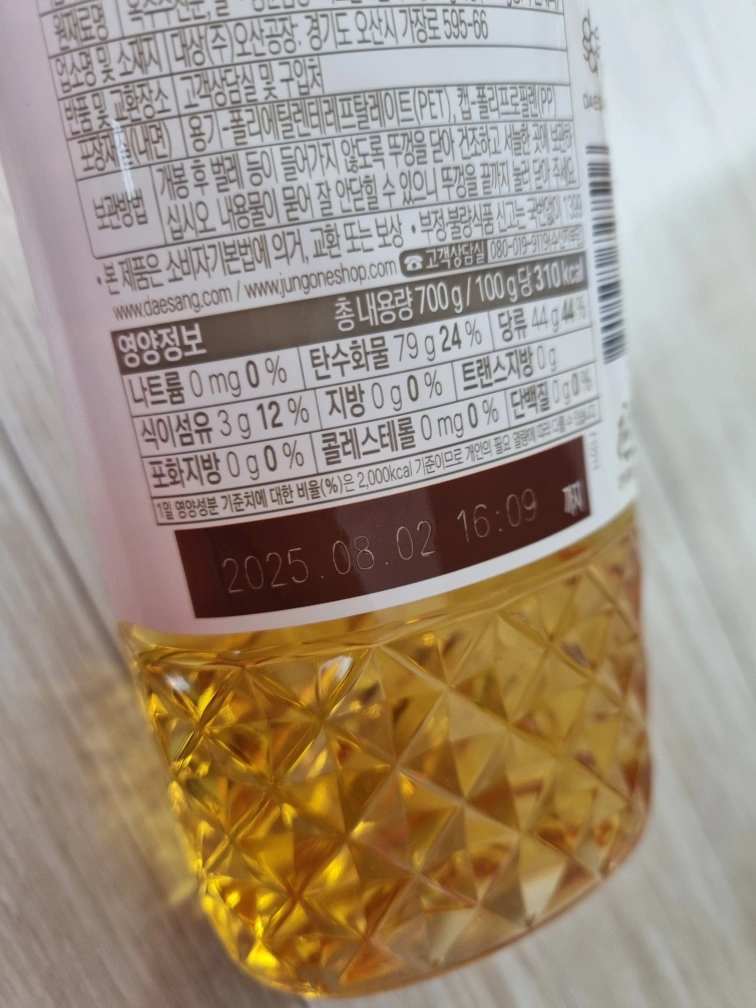 원재료명 옥수수전분, 물
업소명 및 소재지 대상(주)오산공장: 경기도 오산시 가장로 595-66
반품 및 교환장소 고객상담실 및 구입처
포장재질(내면) 용기-폴리에틸렌테레프탈레이트(PET), 캡-폴리프로필렌(PP)
보관방법 개봉 후 벌레 등이 들어가지 않도록 뚜껑을 닫아 건조하고 서늘한 곳에 보관하
십시오. 내용물이 묻어 잘 안닫힐 수 있으니 뚜껑을 끝까지 눌러 닫아 주세요.
•본 제품은 소비자기본법에 의거, 교환 또는 보상 •부정·불량식품 신고는 국번없이 1399
www.daesang.com / www.jungoneshop.com ☎고객상담실 080-019-9119
영양정보 총 내용량 700 g / 100 g당 310 kcal
나트륨 0 mg 0 % 탄수화물 79 g 24 % 당류 44 g 44 %
식이섬유 3 g 12 % 지방 0 g 0 % 트랜스지방 0 g
포화지방 0 g 0 % 콜레스테롤 0 mg 0 % 단백질 0 g 0 %
1일 영양성분 기준치에 대한 비율(%)은 2,000kcal 기준이므로 개인의 필요 열량에 따라 다를 수 있습니다.
2025.08.02 16:09 까지